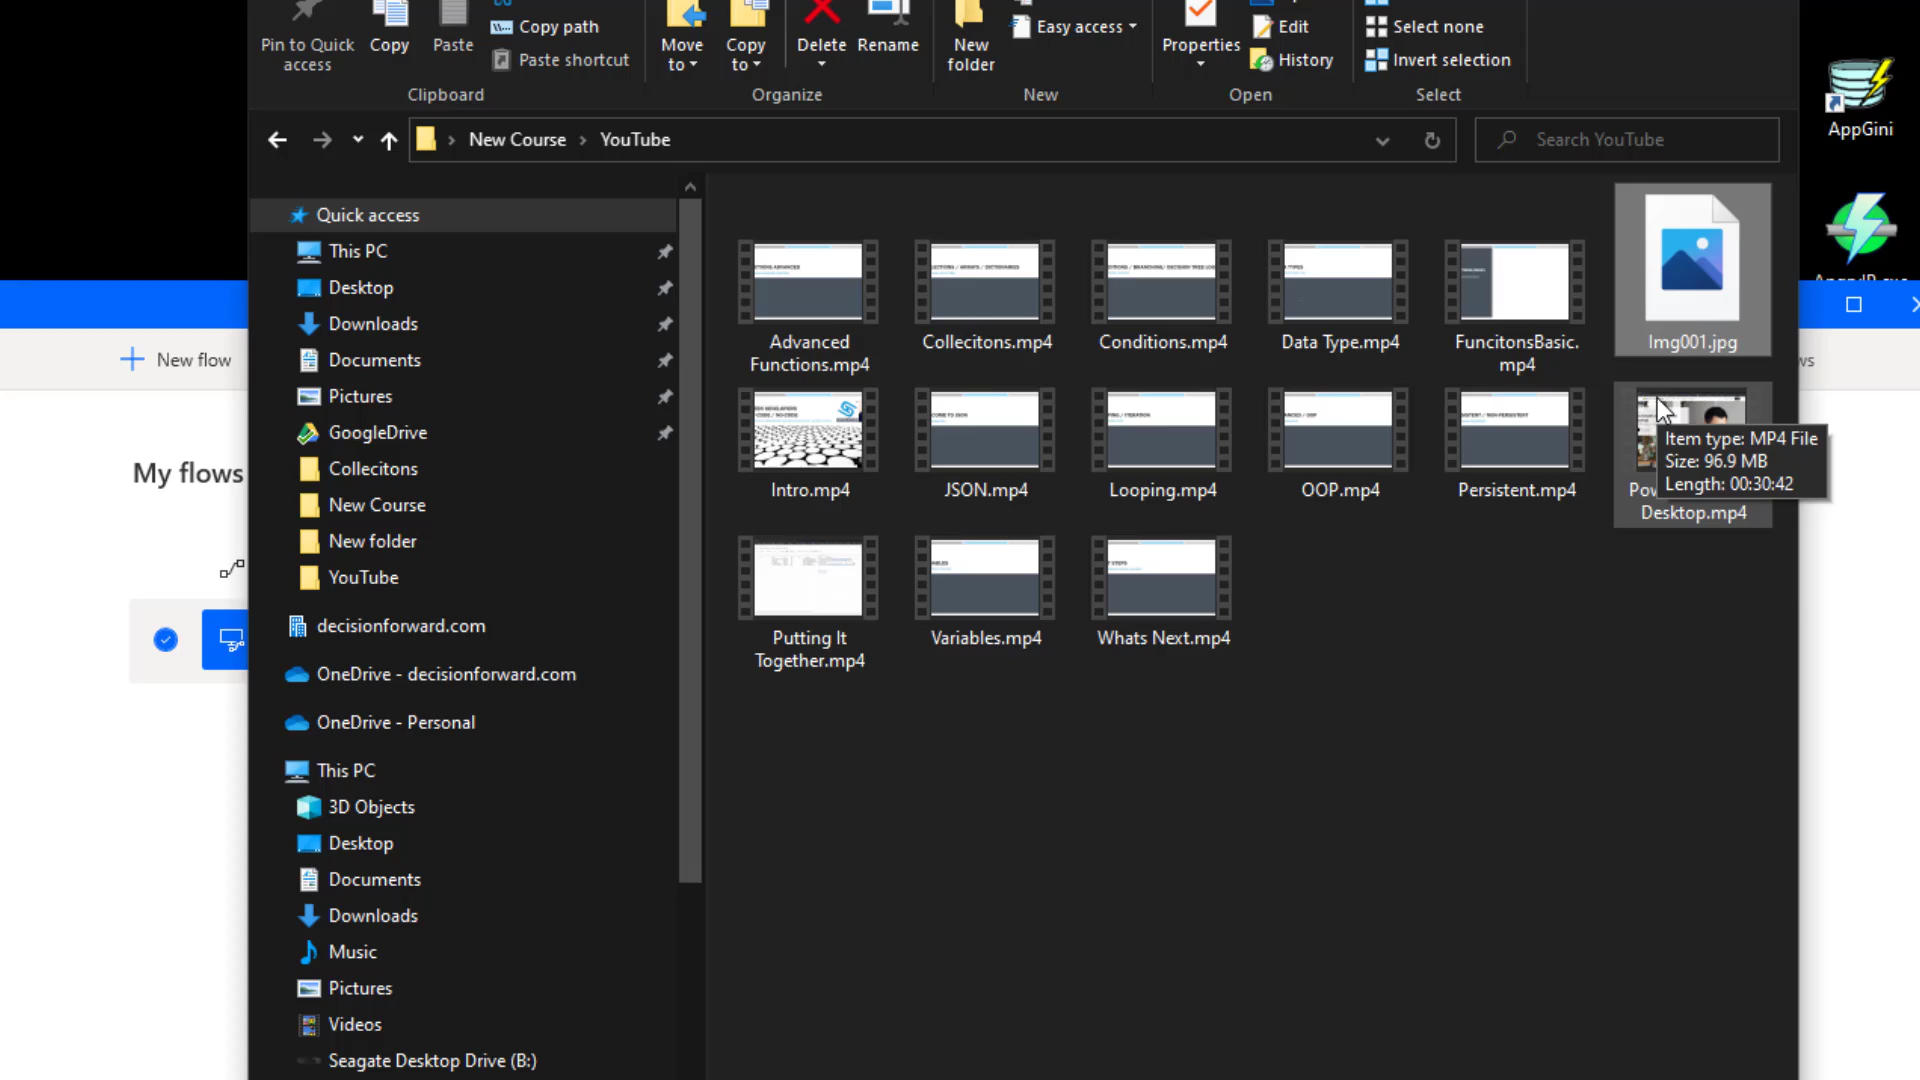 Pin to Quick
access
Copy
Paste
Copy path
Paste shortcut
Move
to
Copy
to
Delete
Rename
New
folder
Easy access
Properties
Edit
History
Select none
Invert selection
Clipboard
Organize
New
Open
Select
New Course
YouTube
Search YouTube
AppGini
Quick access
This PC
Desktop
Downloads
Documents
Pictures
GoogleDrive
Collecitons
New Course
New folder
YouTube
decisionforward.com
OneDrive - decisionforward.com
OneDrive - Personal
This PC
3D Objects
Desktop
Documents
Downloads
Music
Pictures
Videos
Seagate Desktop Drive (B:)
New flow
My flows
Advanced
Functions.mp4
Collecitons.mp4
Conditions.mp4
Data Type.mp4
FuncitonsBasic.
mp4
Img001.jpg
Intro.mp4
JSON.mp4
Looping.mp4
OOP.mp4
Persistent.mp4
Desktop.mp4
Item type: MP4 File
Size: 96.9 MB
Length: 00:30:42
Putting It
Together.mp4
Variables.mp4
Whats Next.mp4